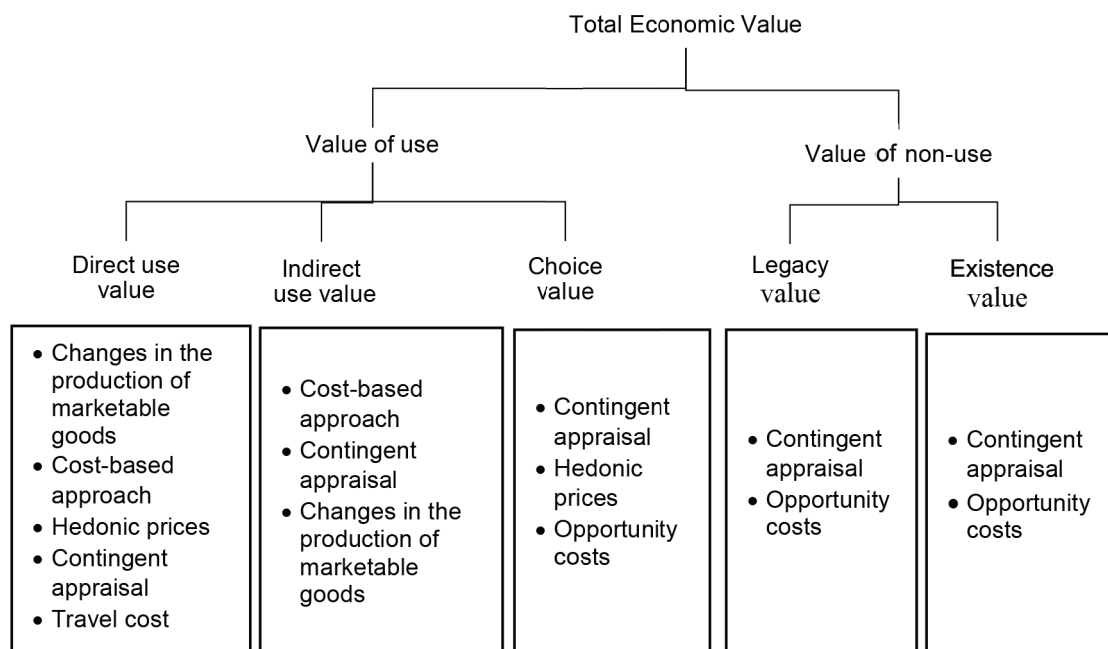 Total Economic Value
Value of use
Value of non-use
Direct use
value
Indirect
use value
Choice
value
Legacy
value
Existence
value
• Changes in the
production of
marketable
goods
• Cost-based
approach
• Hedonic prices
• Contingent
appraisal
• Travel cost
• Cost-based
approach
• Contingent
appraisal
• Changes in the
production of
marketable
goods
• Contingent
appraisal
• Hedonic
prices
• Opportunity
costs
• Contingent
appraisal
• Opportunity
costs
• Contingent
appraisal
• Opportunity
costs